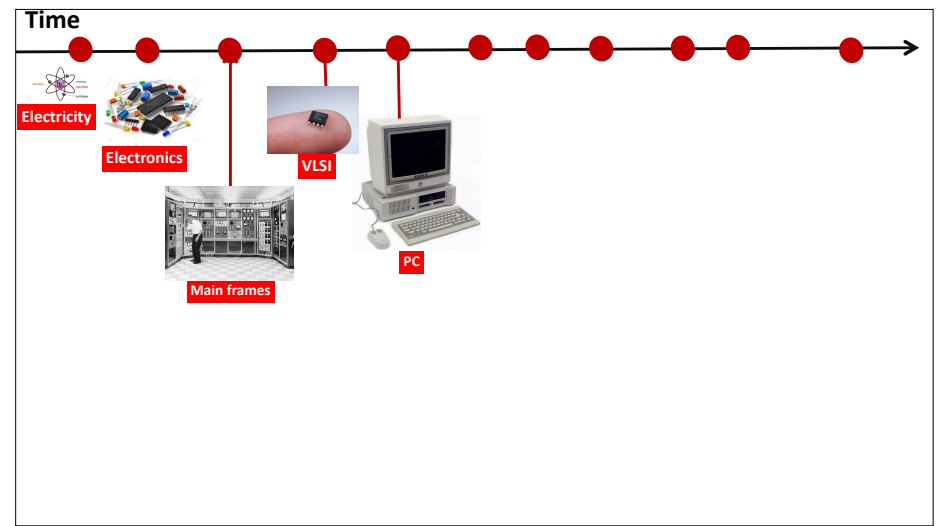 Time
Electricity
Electronics
VLSI
PC
Main frames